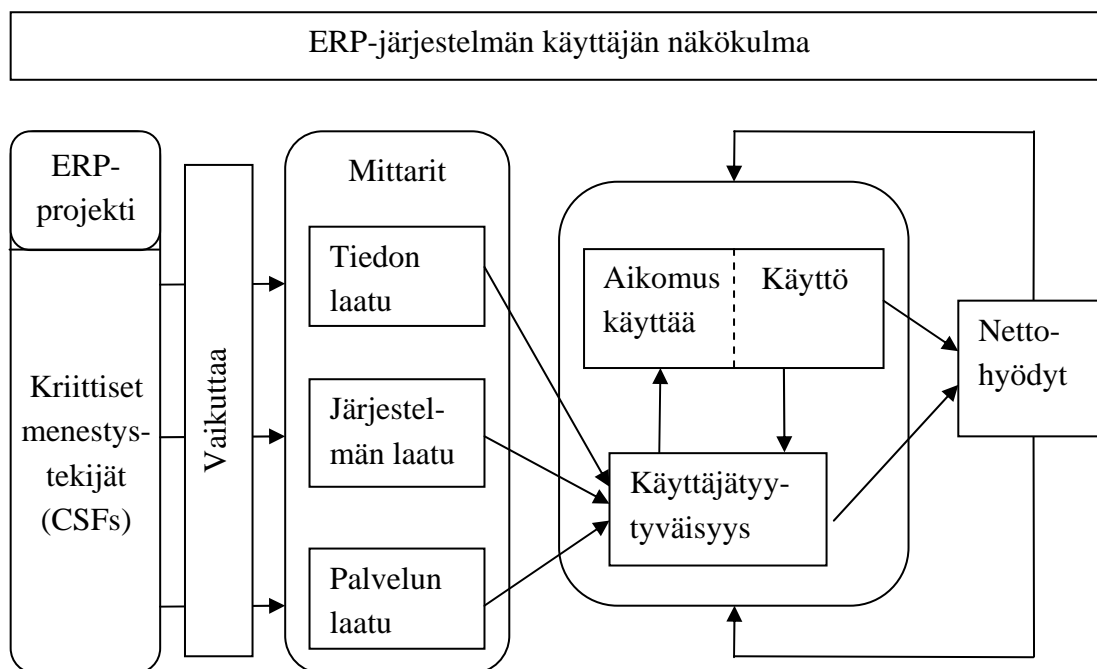 ERP-järjestelmän käyttäjän näkökulma
ERP-
projekti
Kriittiset
menestys-
tekijät
(CSFs)
Vaikuttaa
Mittarit
Tiedon
laatu
Järjestel-
män laatu
Palvelun
laatu
Aikomus
käyttää
Käyttö
Käyttäjätyy-
tyväisyys
Netto-
hyödyt